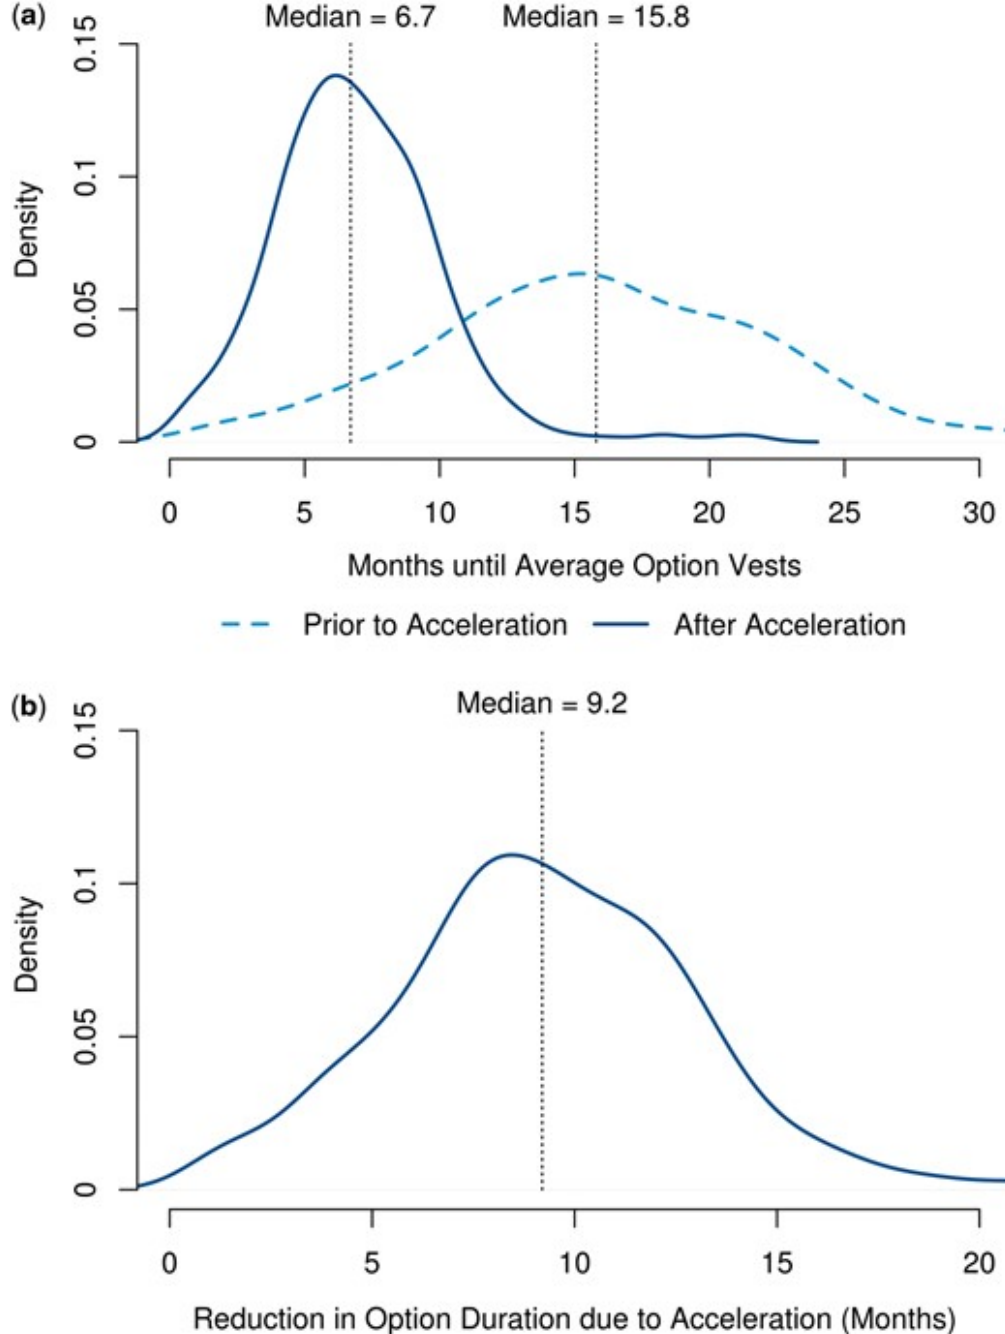 (a)
Median = 6.7 Median = 15.8
0.15
0.1
0.05
0
Density
0 5 10 15 20 25 30
Months until Average Option Vests
Prior to Acceleration After Acceleration
(b)
Median = 9.2
0.15
0.1
0.05
0
Density
0 5 10 15 20
Reduction in Option Duration due to Acceleration (Months)